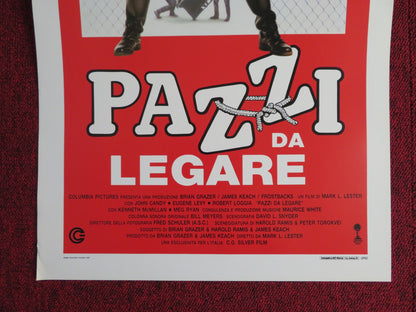 PAZZI
DA
LEGARE
COLUMBIA PICTURES PRESENTA UNA PRODUZIONE BRIAN GRAZER / JAMES KEACH / FROSTBACKS UN FILM DI MARK L. LESTER
CON JOHN CANDY ★ EUGENE LEVY ★ ROBERT LOGGIA "PAZZI DA LEGARE"
CON KENNETH McMILLAN ★ MEG RYAN CONSULENZA E PRODUZIONE MUSICHE MAURICE WHITE
COLONNA SONORA ORIGINALE BILL MEYERS SCENOGRAFIA DAVID L. SNYDER
DIRETTORE DELLA FOTOGRAFIA FRED SCHULER (A.S.C.) SCENEGGIATURA DI HAROLD RAMIS & PETER TOROKVEI
SOGGETTO DI BRIAN GRAZER & HAROLD RAMIS & JAMES KEACH
PRODOTTO DA BRIAN GRAZER & JAMES KEACH DIRETTO DA MARK L. LESTER
UNA ESCLUSIVITÀ PER L'ITALIA C.G. SILVER FILM